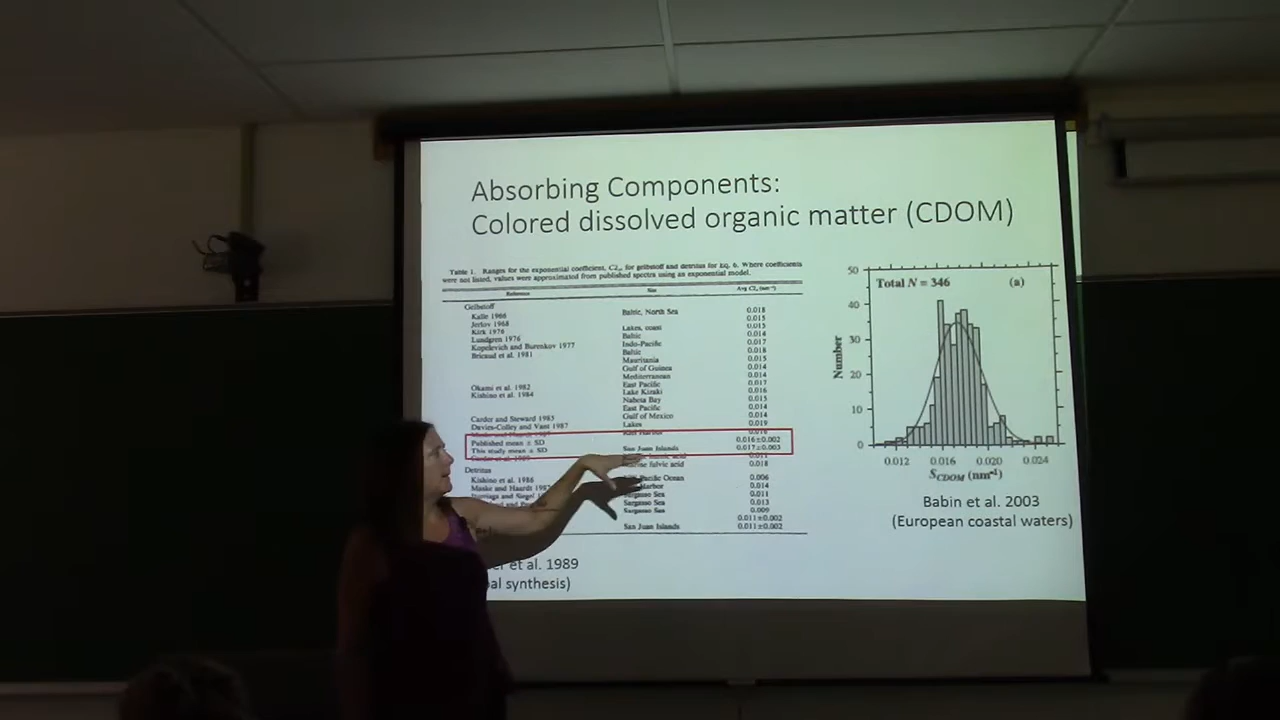 Absorbing Components:
Colored dissolved organic matter (CDOM)
Table 1. Ranges for the exponential coefficient, for gelbstoff and detritus for Eq. 6. Where coefficients
were not listed, values were approximated from published spectra using an exponential model.
Reference Site
Gelbstoff
Kalle 1966 Baltic, North Sea 0.018
Jerlov 1968 0.015
Kirk 1976 Lakes, coast 0.015
Lundgren 1976 Baltic 0.014
Kopelevich and Burenkov 1977 Indo-Pacific 0.017
Bricaud et al. 1981 Baltic 0.018
Mauritania 0.015
Gulf of Guinea 0.014
Mediterranean 0.014
Okami et al. 1982 East Pacific 0.017
Kishino et al. 1984 Lake Kizaki 0.016
Nabeta Bay 0.015
East Pacific 0.014
Carder and Steward 1985 Gulf of Mexico 0.014
Davies-Colley and Vant 1987 Lakes 0.019
Published mean ± SD 0.016±0.002
This study mean ± SD San Juan Islands 0.017±0.003
fulvic acid 0.018
Detritus
Kishino et al. 1986 Pacific Ocean 0.006
Maske and Haardt 1987 Harbor 0.014
Sargasso Sea 0.011
Sargasso Sea 0.013
Sargasso Sea 0.009
0.011±0.002
San Juan Islands 0.011±0.002
et al. 1989
synthesis)
50
Total N = 346 (a)
40
30
20
10
0
Number
0.012 0.016 0.020 0.024
S_CDOM (nm⁻¹)
Babin et al. 2003
(European coastal waters)